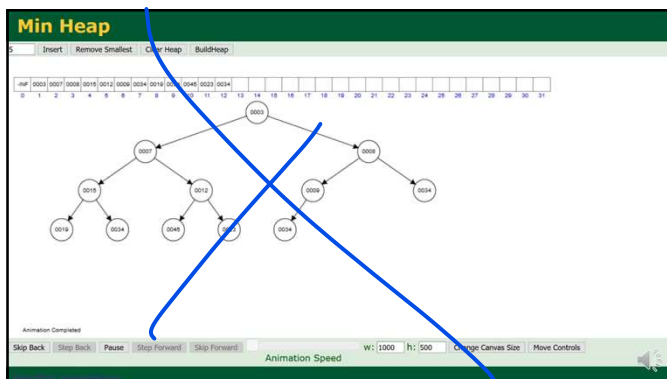 Min Heap
5 Insert Remove Smallest Clear Heap BuildHeap
-INF 0003 0007 0008 0015 0012 0009 0034 0019 0046 0023 0034
0 1 2 3 4 5 6 7 8 9 10 11 12 13 14 15 16 17 18 19 20 21 22 23 24 25 26 27 28 29 30 31
0003
0007 0008
0015 0012 0009 0034
0019 0034 0046 0034
Animation Completed
Skip Back Step Back Pause Step Forward Skip Forward w: 1000 h: 500 Change Canvas Size Move Controls
Animation Speed